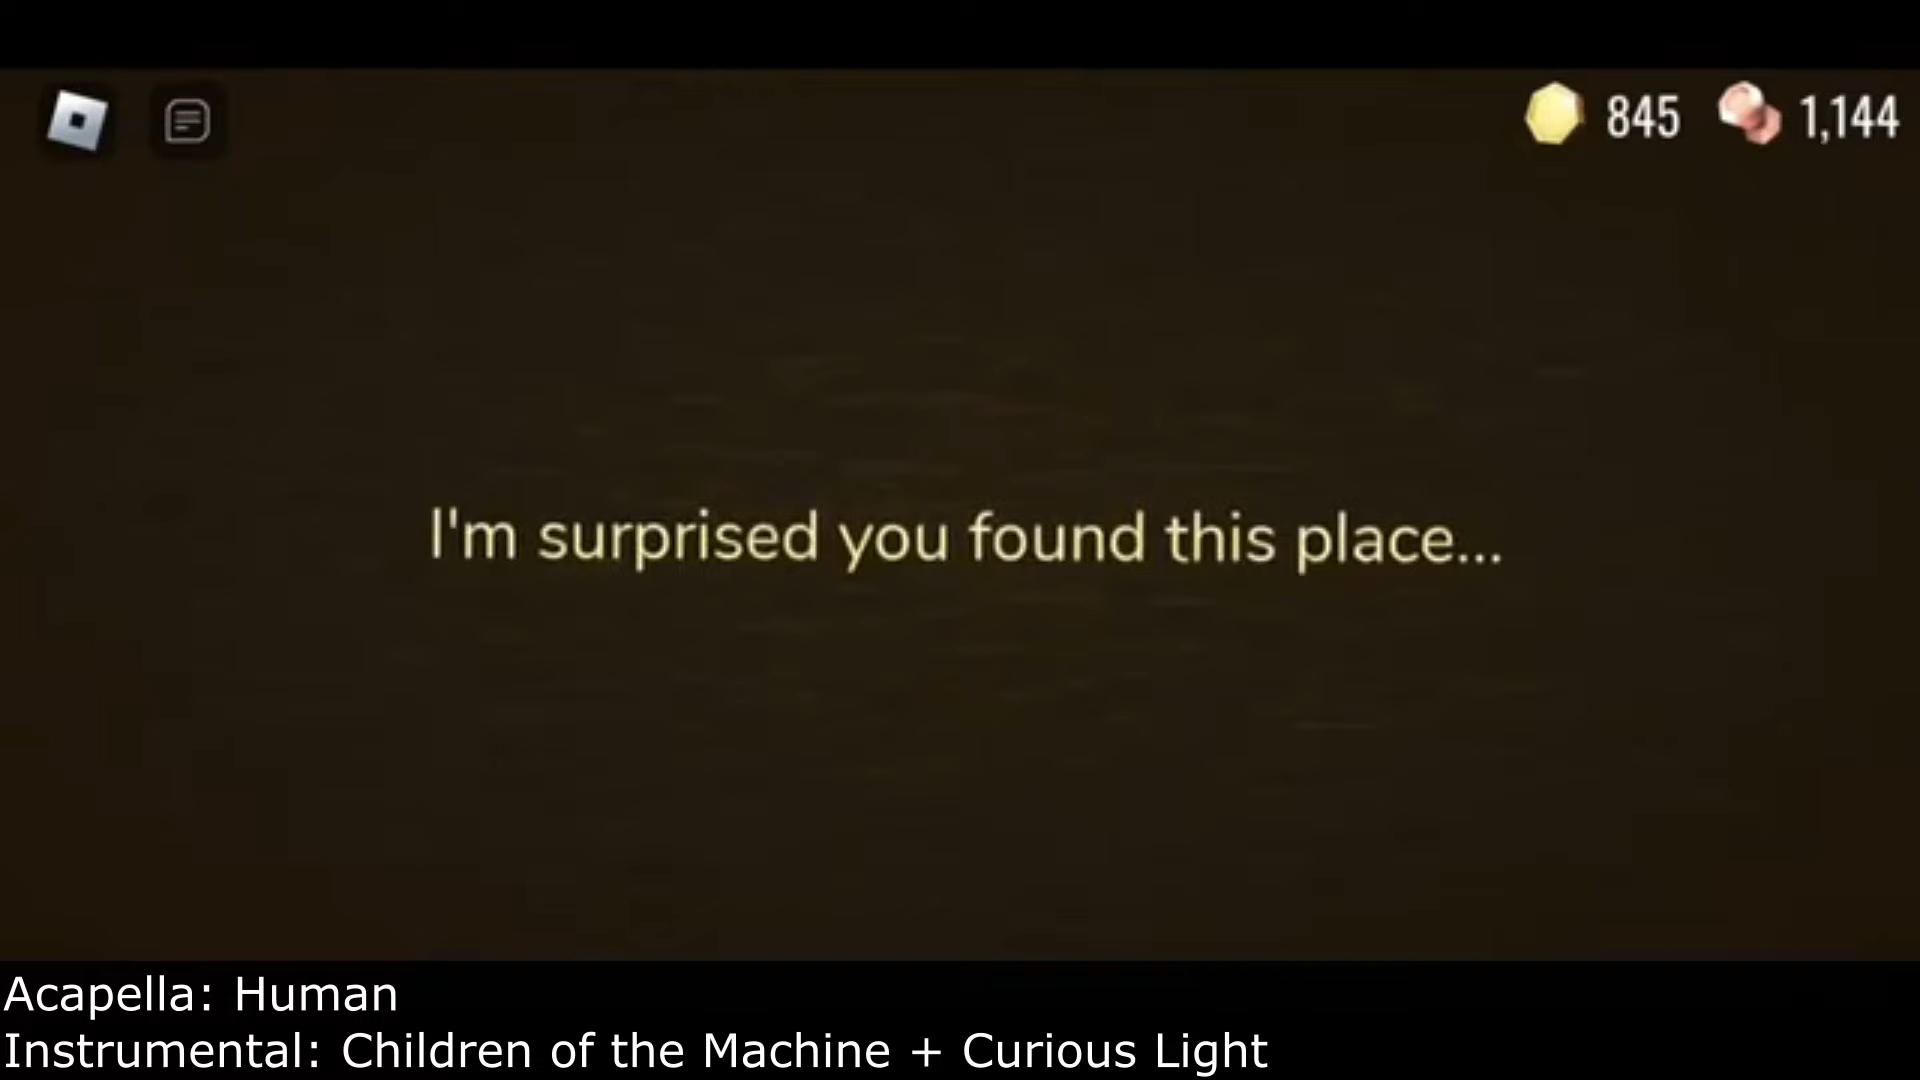 845 1,144
I'm surprised you found this place...
Acapella: Human
Instrumental: Children of the Machine + Curious Light